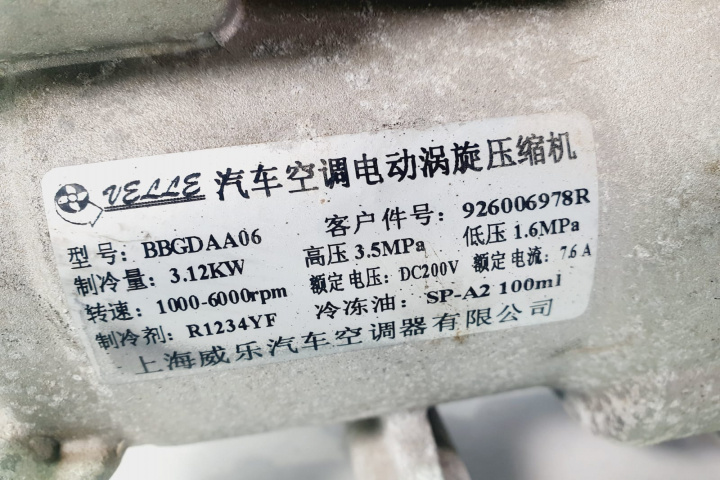 VELLE 汽车空调电动涡旋压缩机
型号: BBGDAA06 客户件号: 926006978R
制冷量: 3.12KW 高压 3.5MPa 低压 1.6MPa
转速: 1000-6000rpm 额定电压: DC200V 额定电流: 7.6 A
制冷剂: R1234YF 冷冻油: SP-A2 100ml
上海威乐汽车空调器有限公司